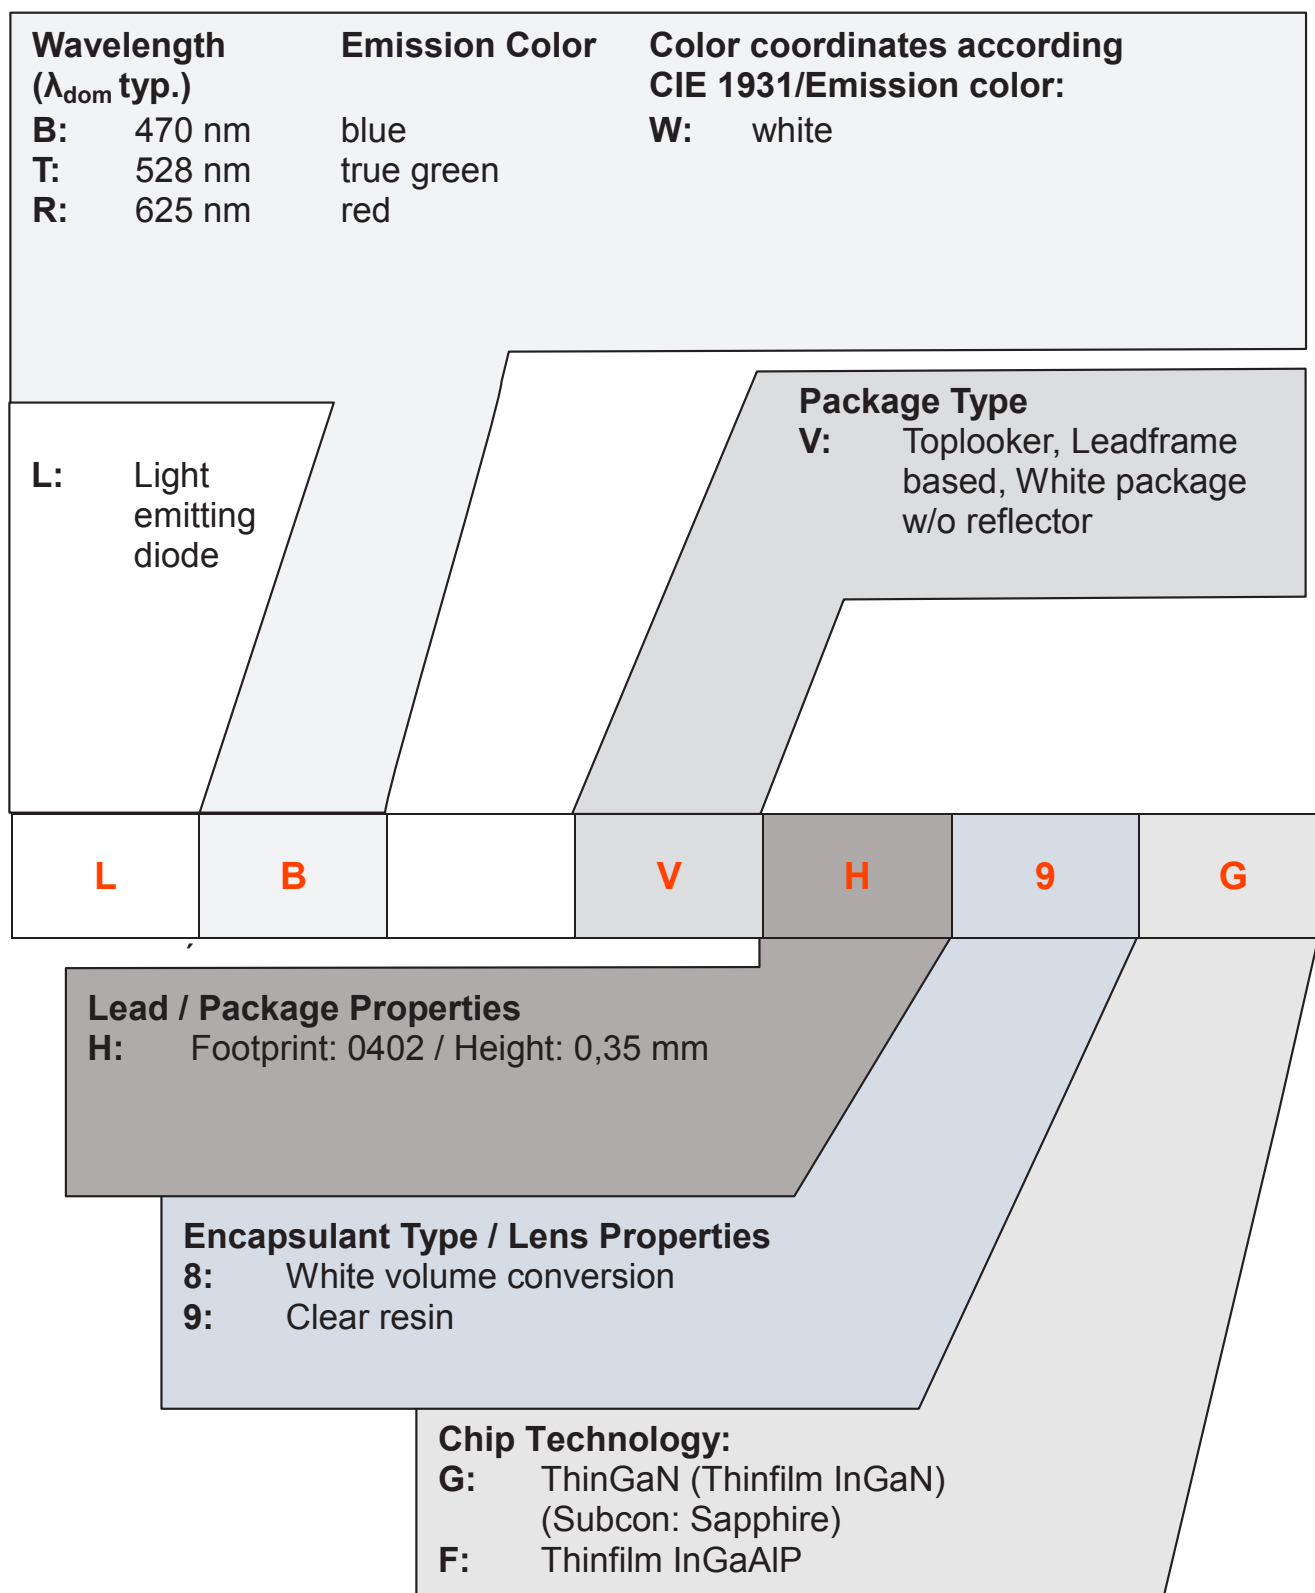 Wavelength Emission Color Color coordinates according
(λdom typ.) CIE 1931/Emission color:
B: 470 nm blue W: white
T: 528 nm true green
R: 625 nm red
Package Type
V: Toplooker, Leadframe
based, White package
w/o reflector
L: Light
emitting
diode
L B V H 9 G
Lead / Package Properties
H: Footprint: 0402 / Height: 0,35 mm
Encapsulant Type / Lens Properties
8: White volume conversion
9: Clear resin
Chip Technology:
G: ThinGaN (Thinfilm InGaN)
(Subcon: Sapphire)
F: Thinfilm InGaAlP